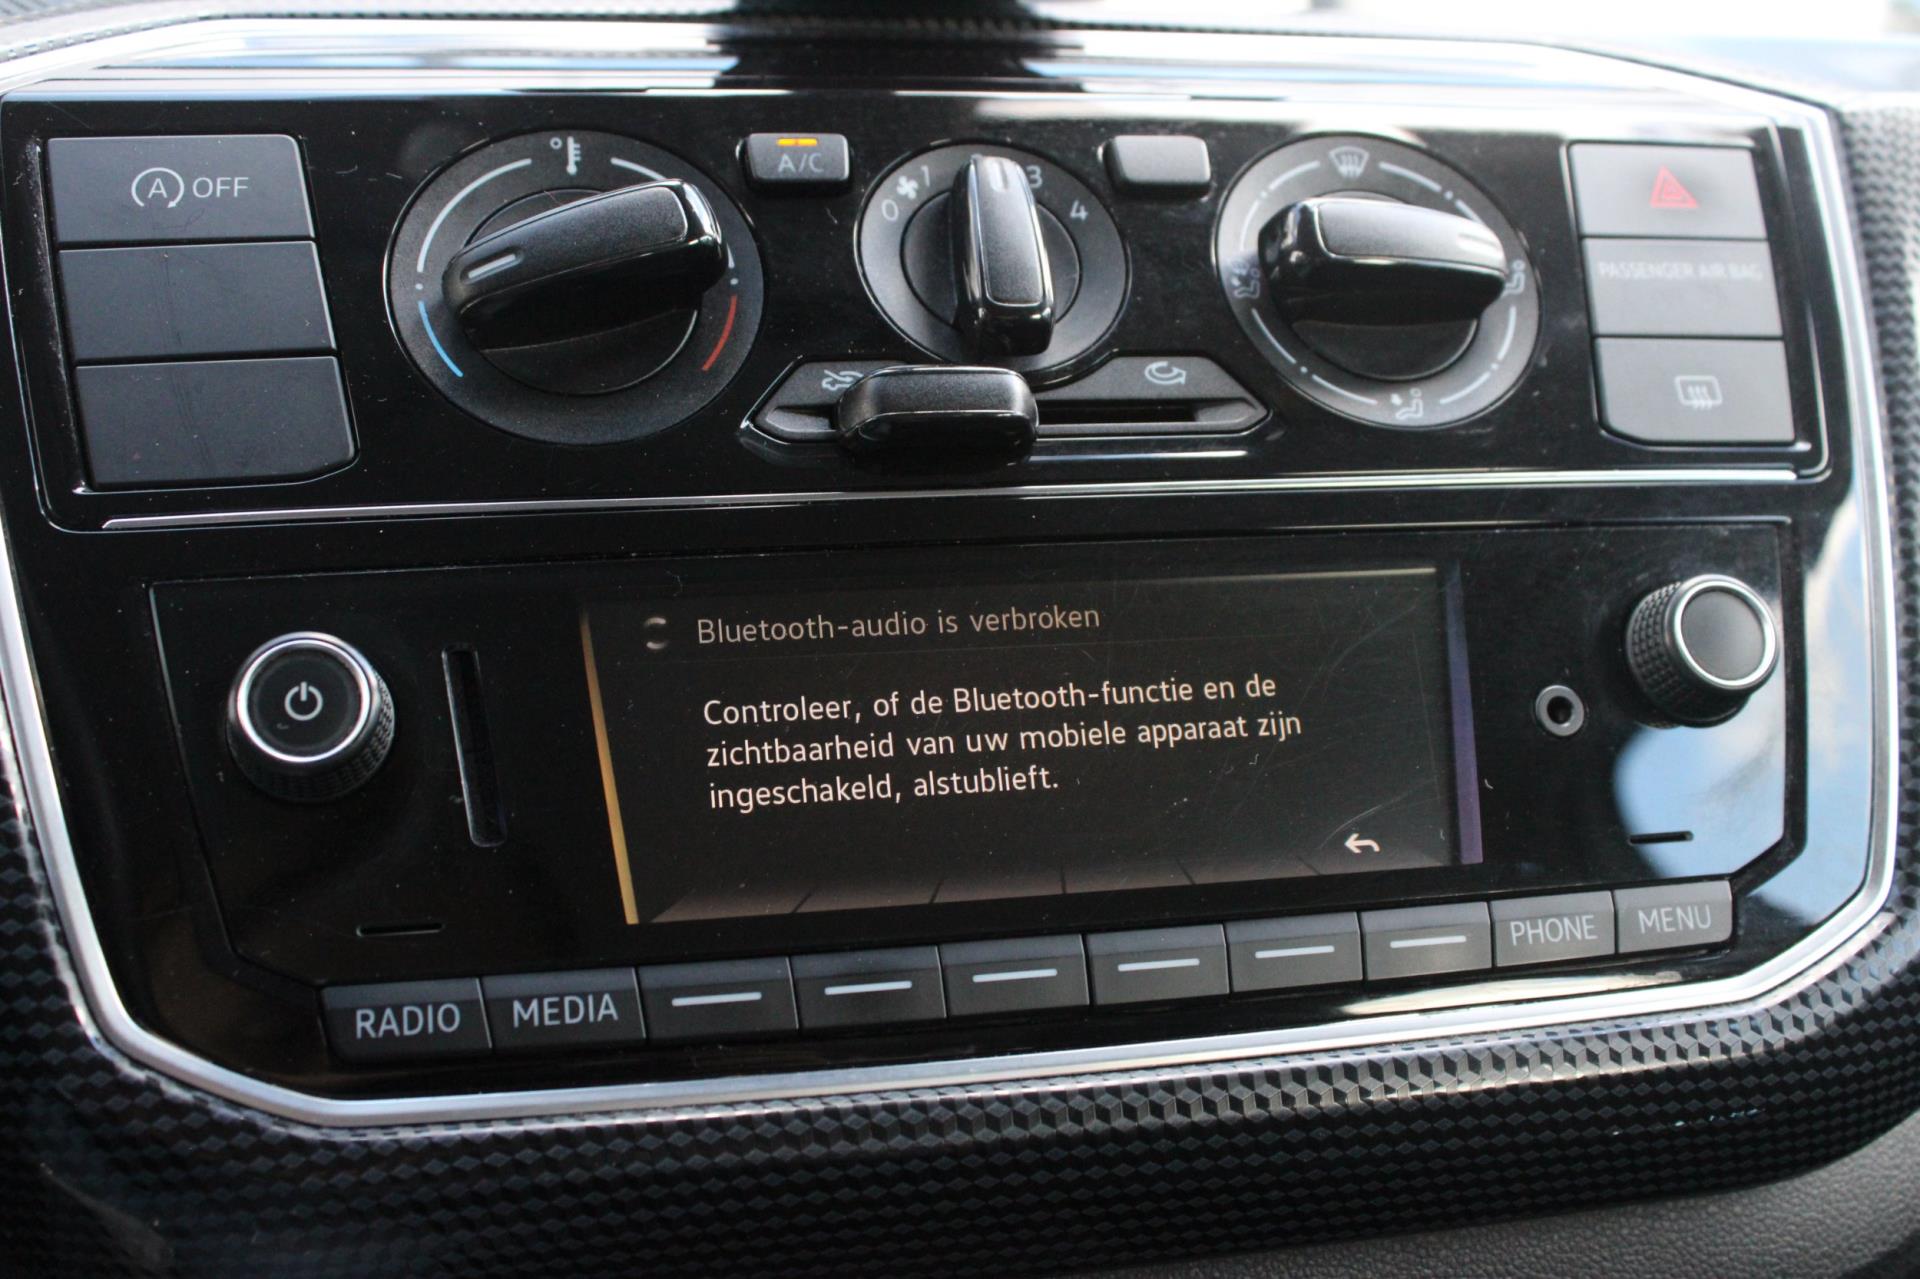 A OFF
A/C
0 1 3 4
PASSENGER AIR BAG
Bluetooth-audio is verbroken
Controleer, of de Bluetooth-functie en de
zichtbaarheid van uw mobiele apparaat zijn
ingeschakeld, alstublieft.
RADIO MEDIA PHONE MENU